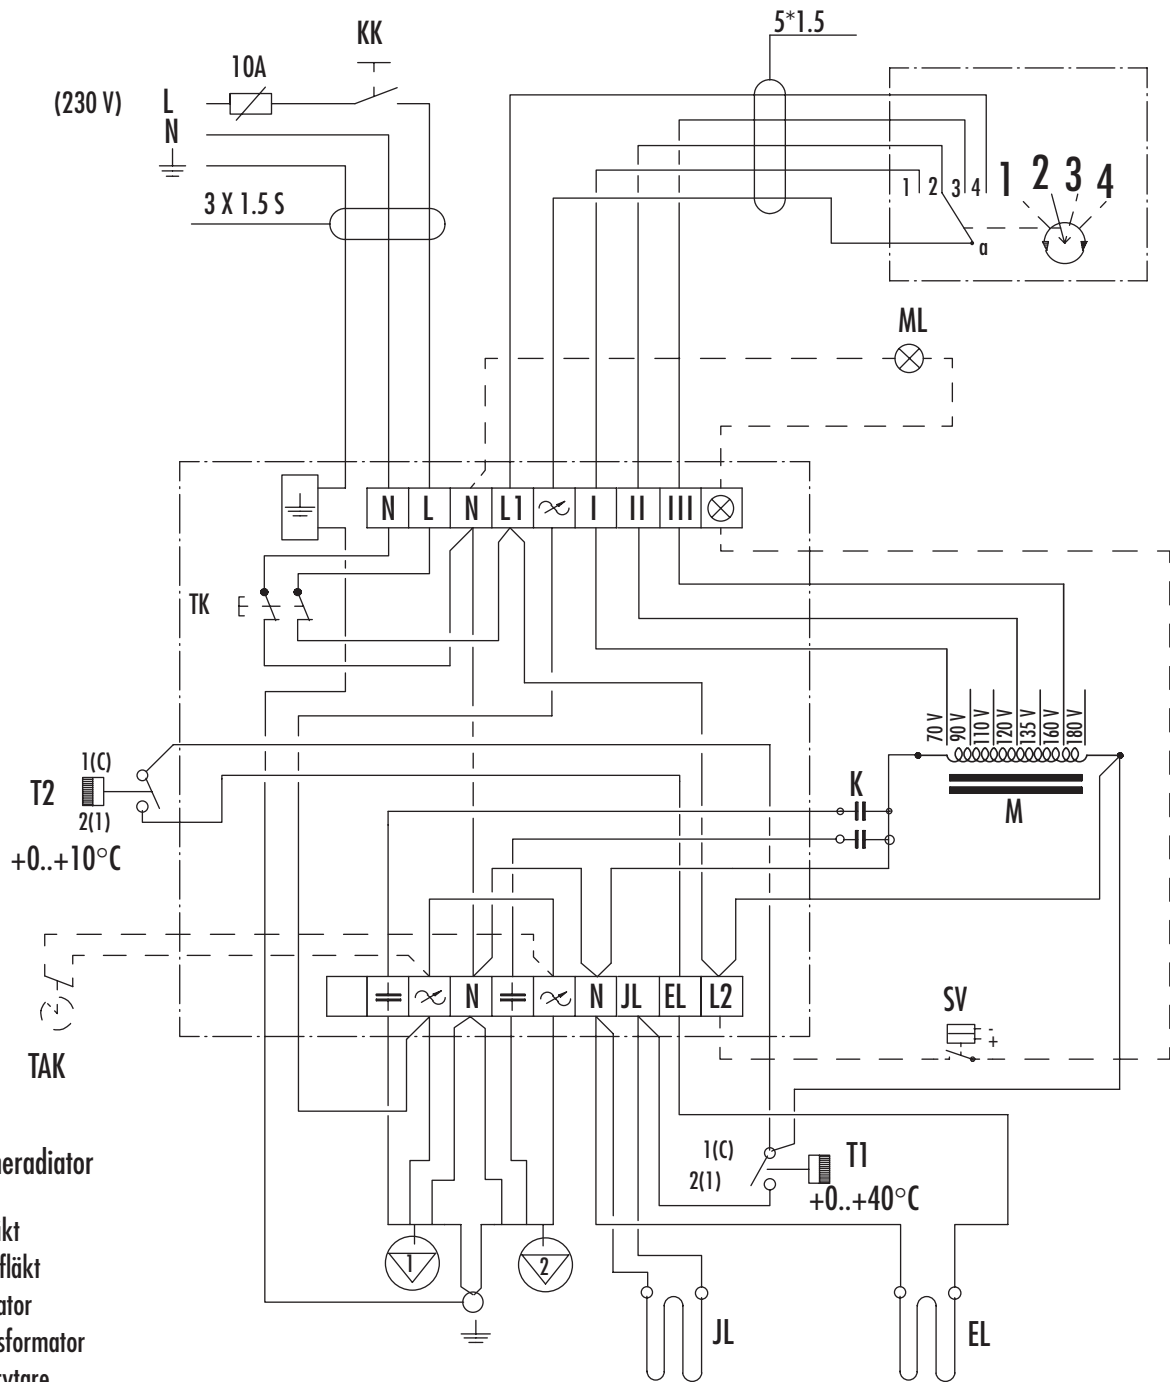 5*1.5
KK
10A
(230 V)
L
N
3 X 1.5 S
1 2 3 4
1 2 3 4
a
ML
N L N L1 I II III
TK
70 V
90 V
110 V
120 V
135 V
160 V
180 V
1(C)
T2
2(1)
+0..+10°C
K
M
N N JL EL L2
SV
-
+
TAK
1(C)
T1
2(1)
+0..+40°C
1
2
JL
EL